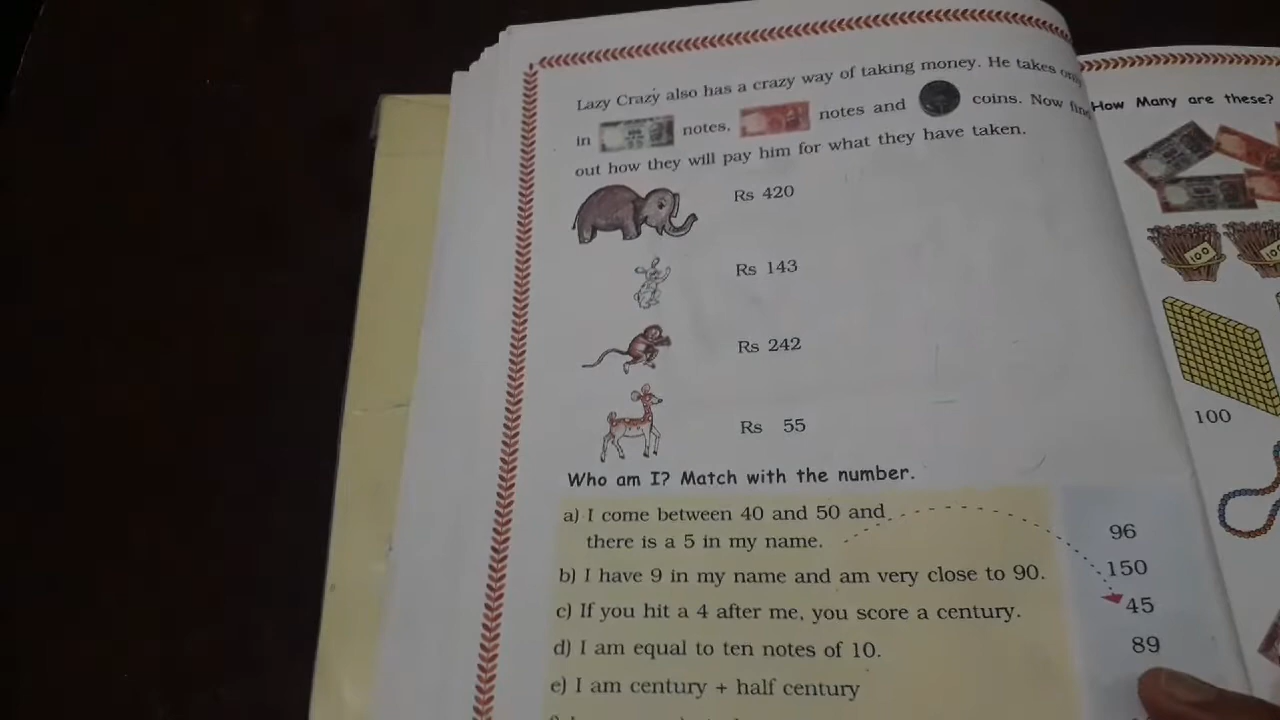 Lazy Crazy also has a crazy way of taking money. He takes only
in notes, notes and coins. Now find
out how they will pay him for what they have taken.
Rs 420
Rs 143
Rs 242
Rs 55
Who am I? Match with the number.
a) I come between 40 and 50 and
there is a 5 in my name.
b) I have 9 in my name and am very close to 90.
c) If you hit a 4 after me, you score a century.
d) I am equal to ten notes of 10.
e) I am century + half century
96
150
45
89
How Many are these?
100
100